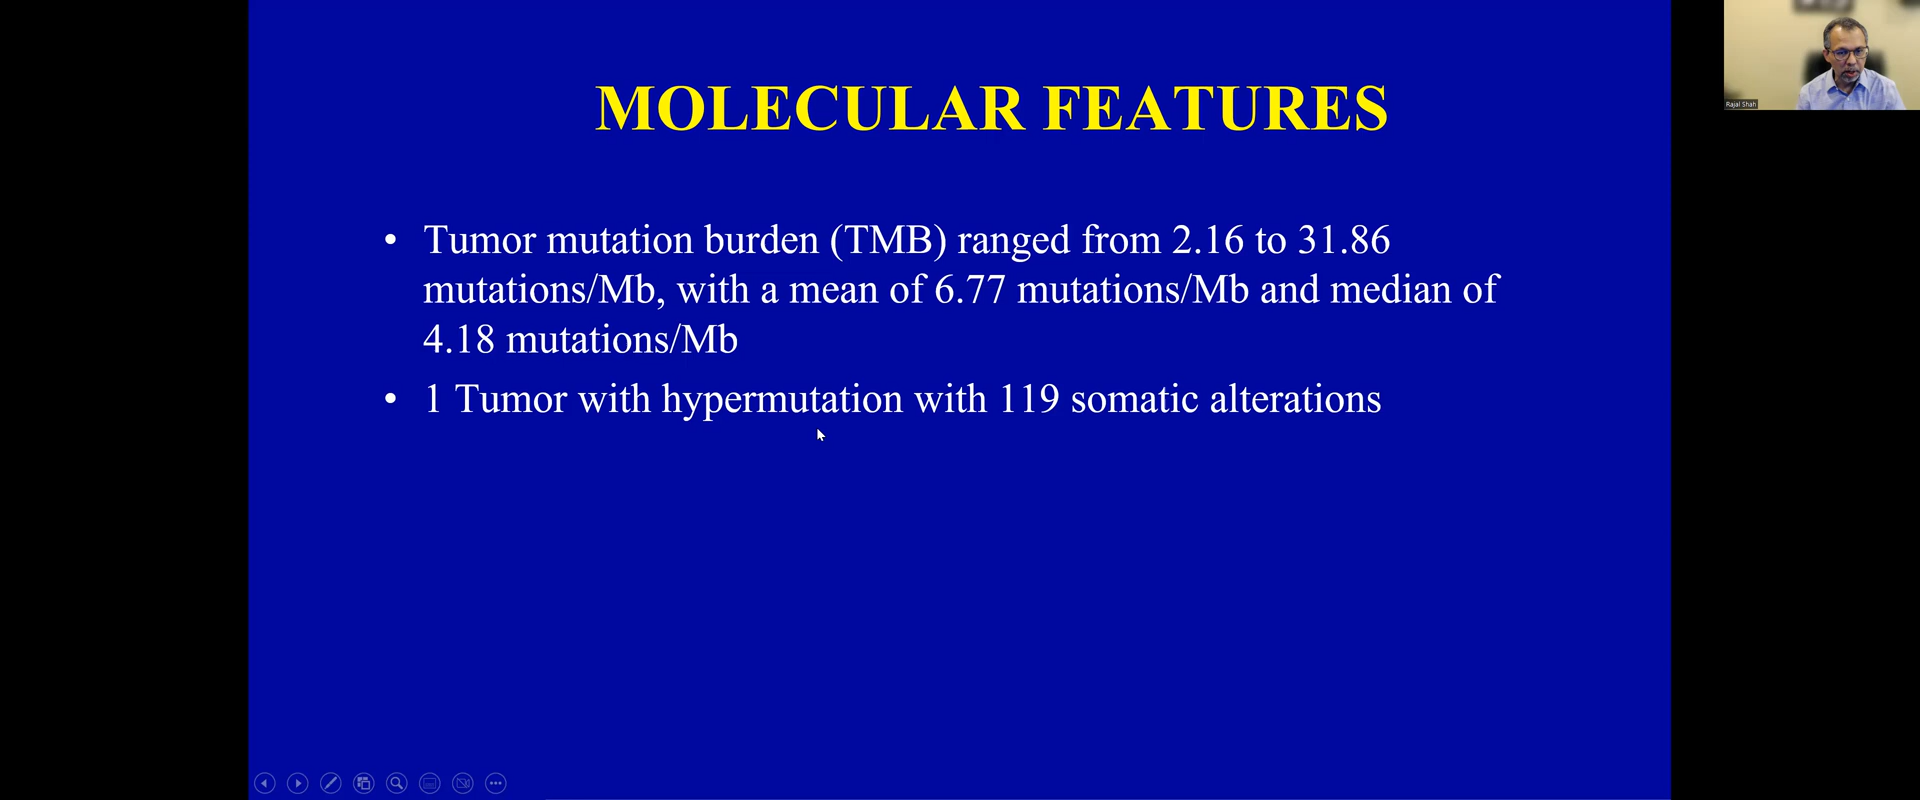 MOLECULAR FEATURES
• Tumor mutation burden (TMB) ranged from 2.16 to 31.86
mutations/Mb, with a mean of 6.77 mutations/Mb and median of
4.18 mutations/Mb
• 1 Tumor with hypermutation with 119 somatic alterations
Rajal Shah